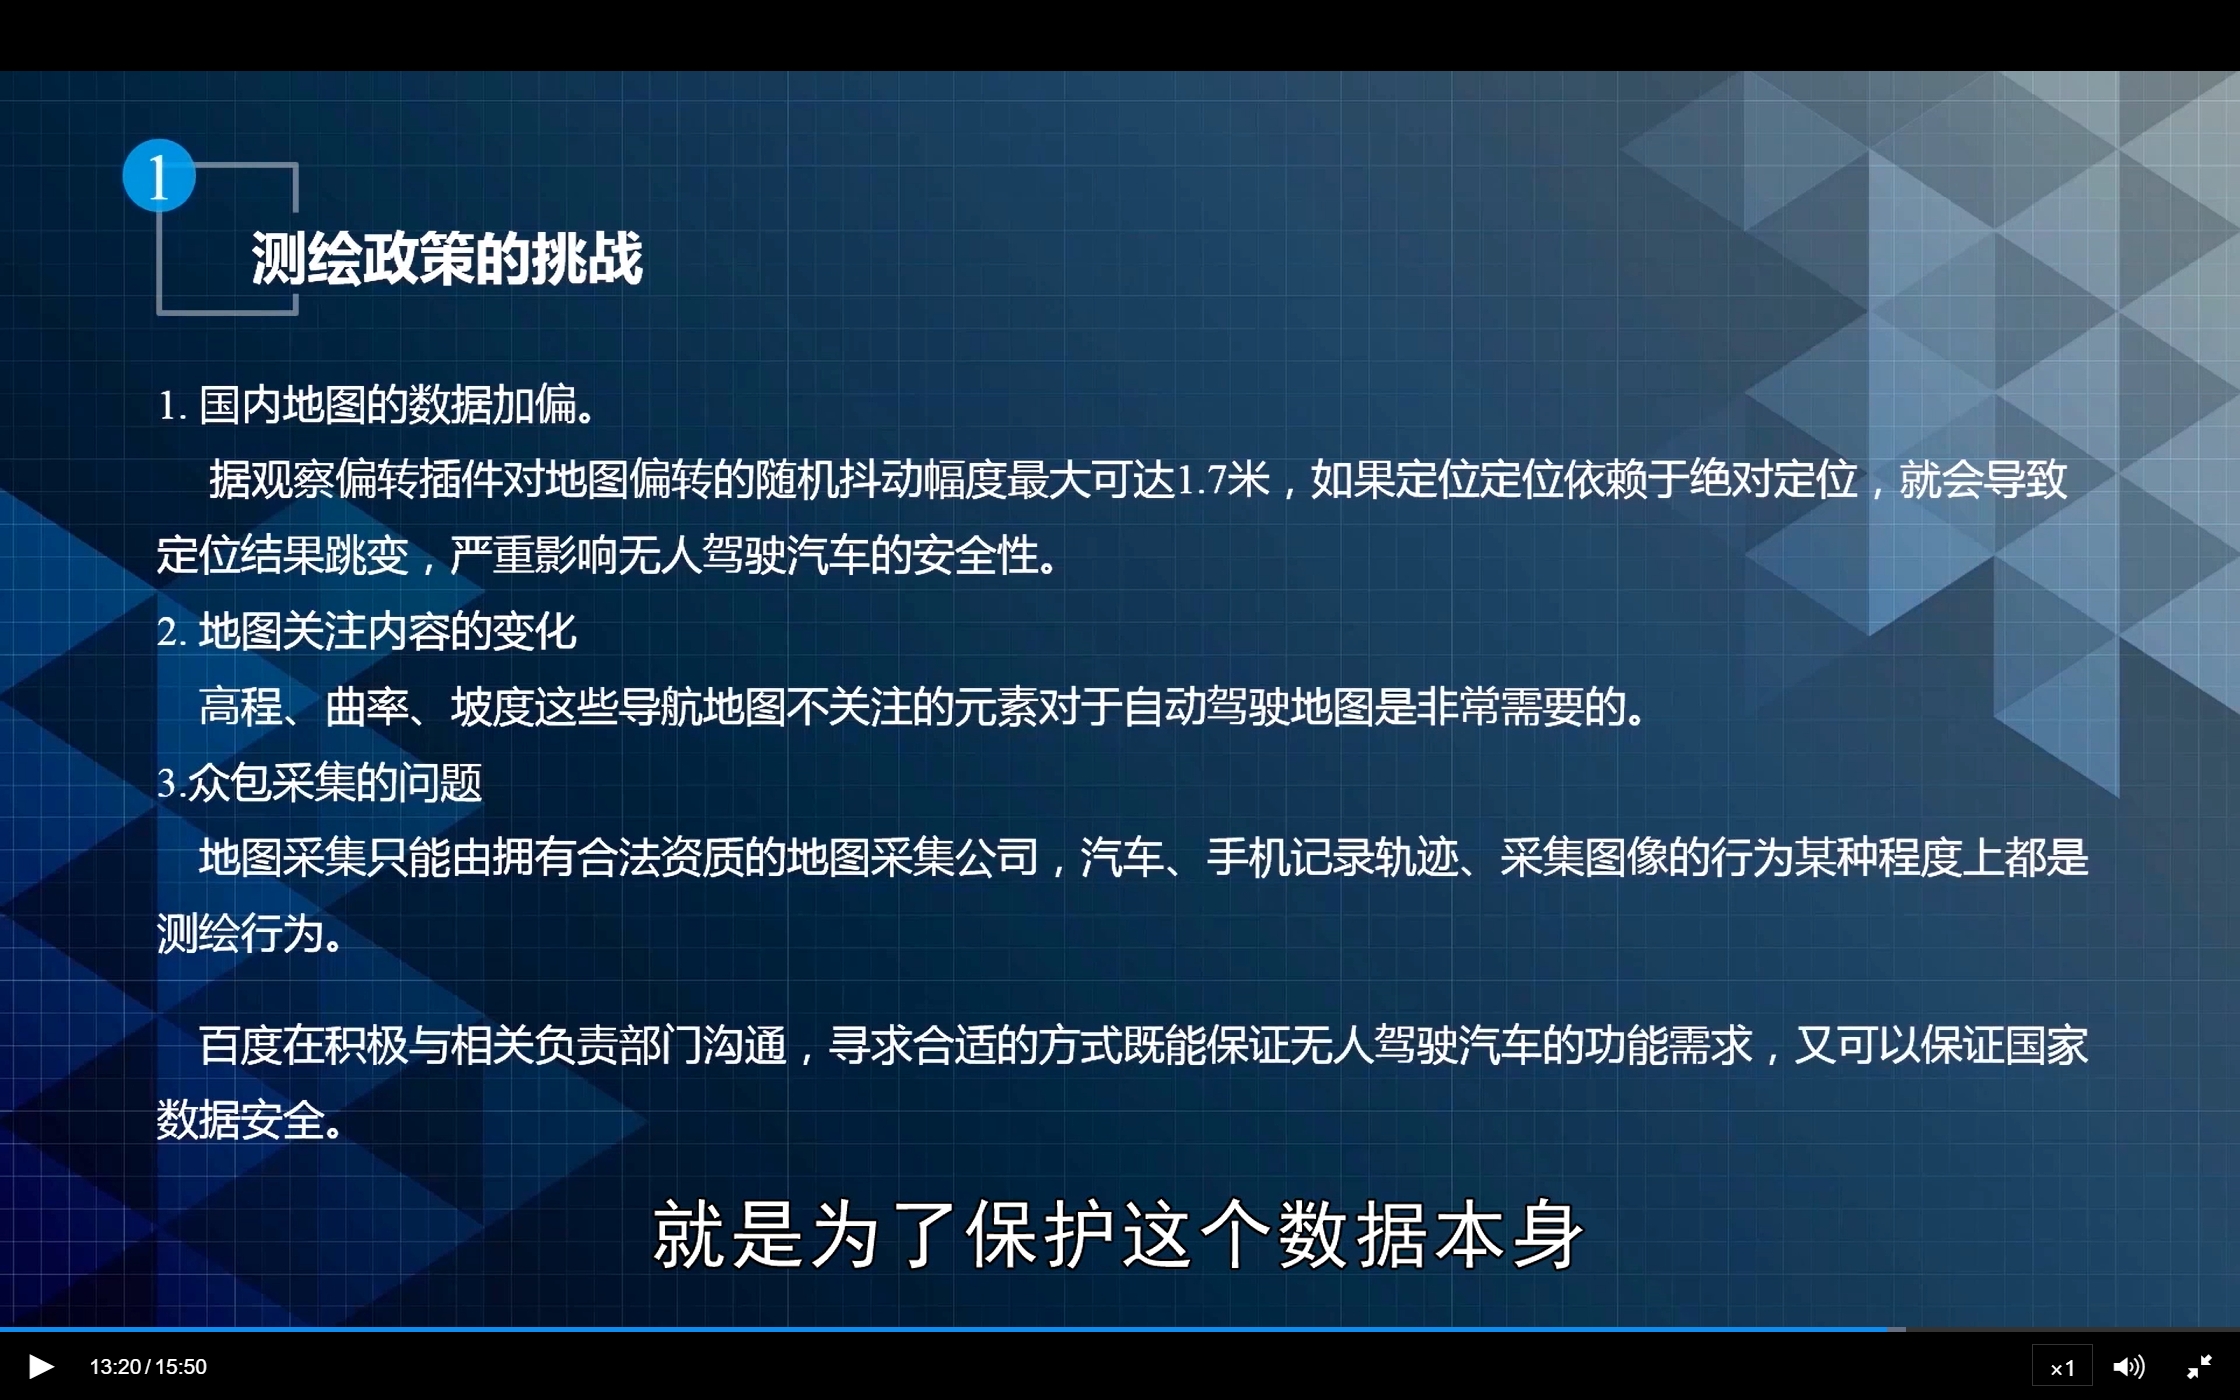 1
测绘政策的挑战
1. 国内地图的数据加偏。
据观察偏转插件对地图偏转的随机抖动幅度最大可达1.7米，如果定位定位依赖于绝对定位，就会导致
定位结果跳变，严重影响无人驾驶汽车的安全性。
2. 地图关注内容的变化
高程、曲率、坡度这些导航地图不关注的元素对于自动驾驶地图是非常需要的。
3.众包采集的问题
地图采集只能由拥有合法资质的地图采集公司，汽车、手机记录轨迹、采集图像的行为某种程度上都是
测绘行为。
百度在积极与相关负责部门沟通，寻求合适的方式既能保证无人驾驶汽车的功能需求，又可以保证国家
数据安全。
就是为了保护这个数据本身
13:20/15:50
×1